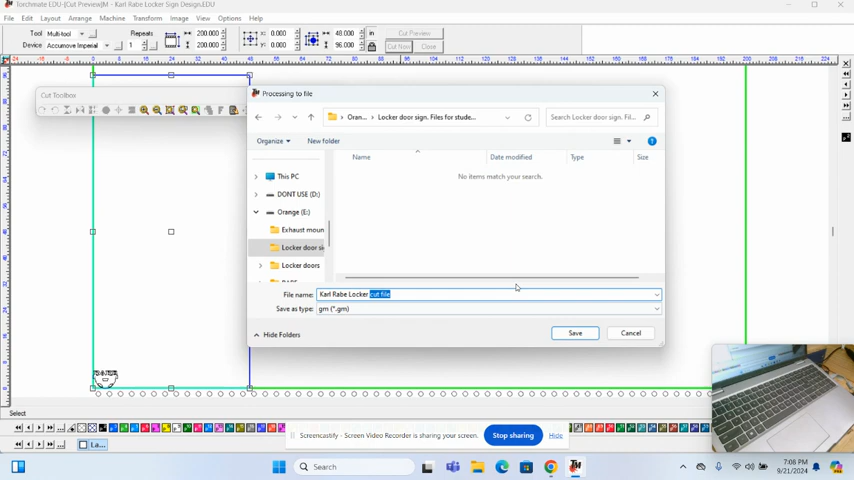 Torchmate EDU-[Cut Preview]M - Karl Rabe Locker Sign Design.EDU
File Edit Layout Arrange Machine Transform Image View Options Help
Tool Multi-tool Repeats 200.000 x: 0.000 48.000 in Cut Preview
Device Accumove Imperial 1 200.000 y: 0.000 96.000 Cut Now Close
Cut Toolbox
Processing to file
Oran... > Locker door sign. Files for stude... Search Locker door sign. Fil...
Organize New folder
Name Date modified Type Size
No items match your search.
This PC
DONT USE (D:)
Orange (E:)
Exhaust moun
Locker door si
Locker doors
File name: Karl Rabe Locker cut file
Save as type: gm (*.gm)
Hide Folders Save Cancel
Select
La...
Screencastify - Screen Video Recorder is sharing your screen. Stop sharing Hide
Search
7:08 PM
9/21/2024